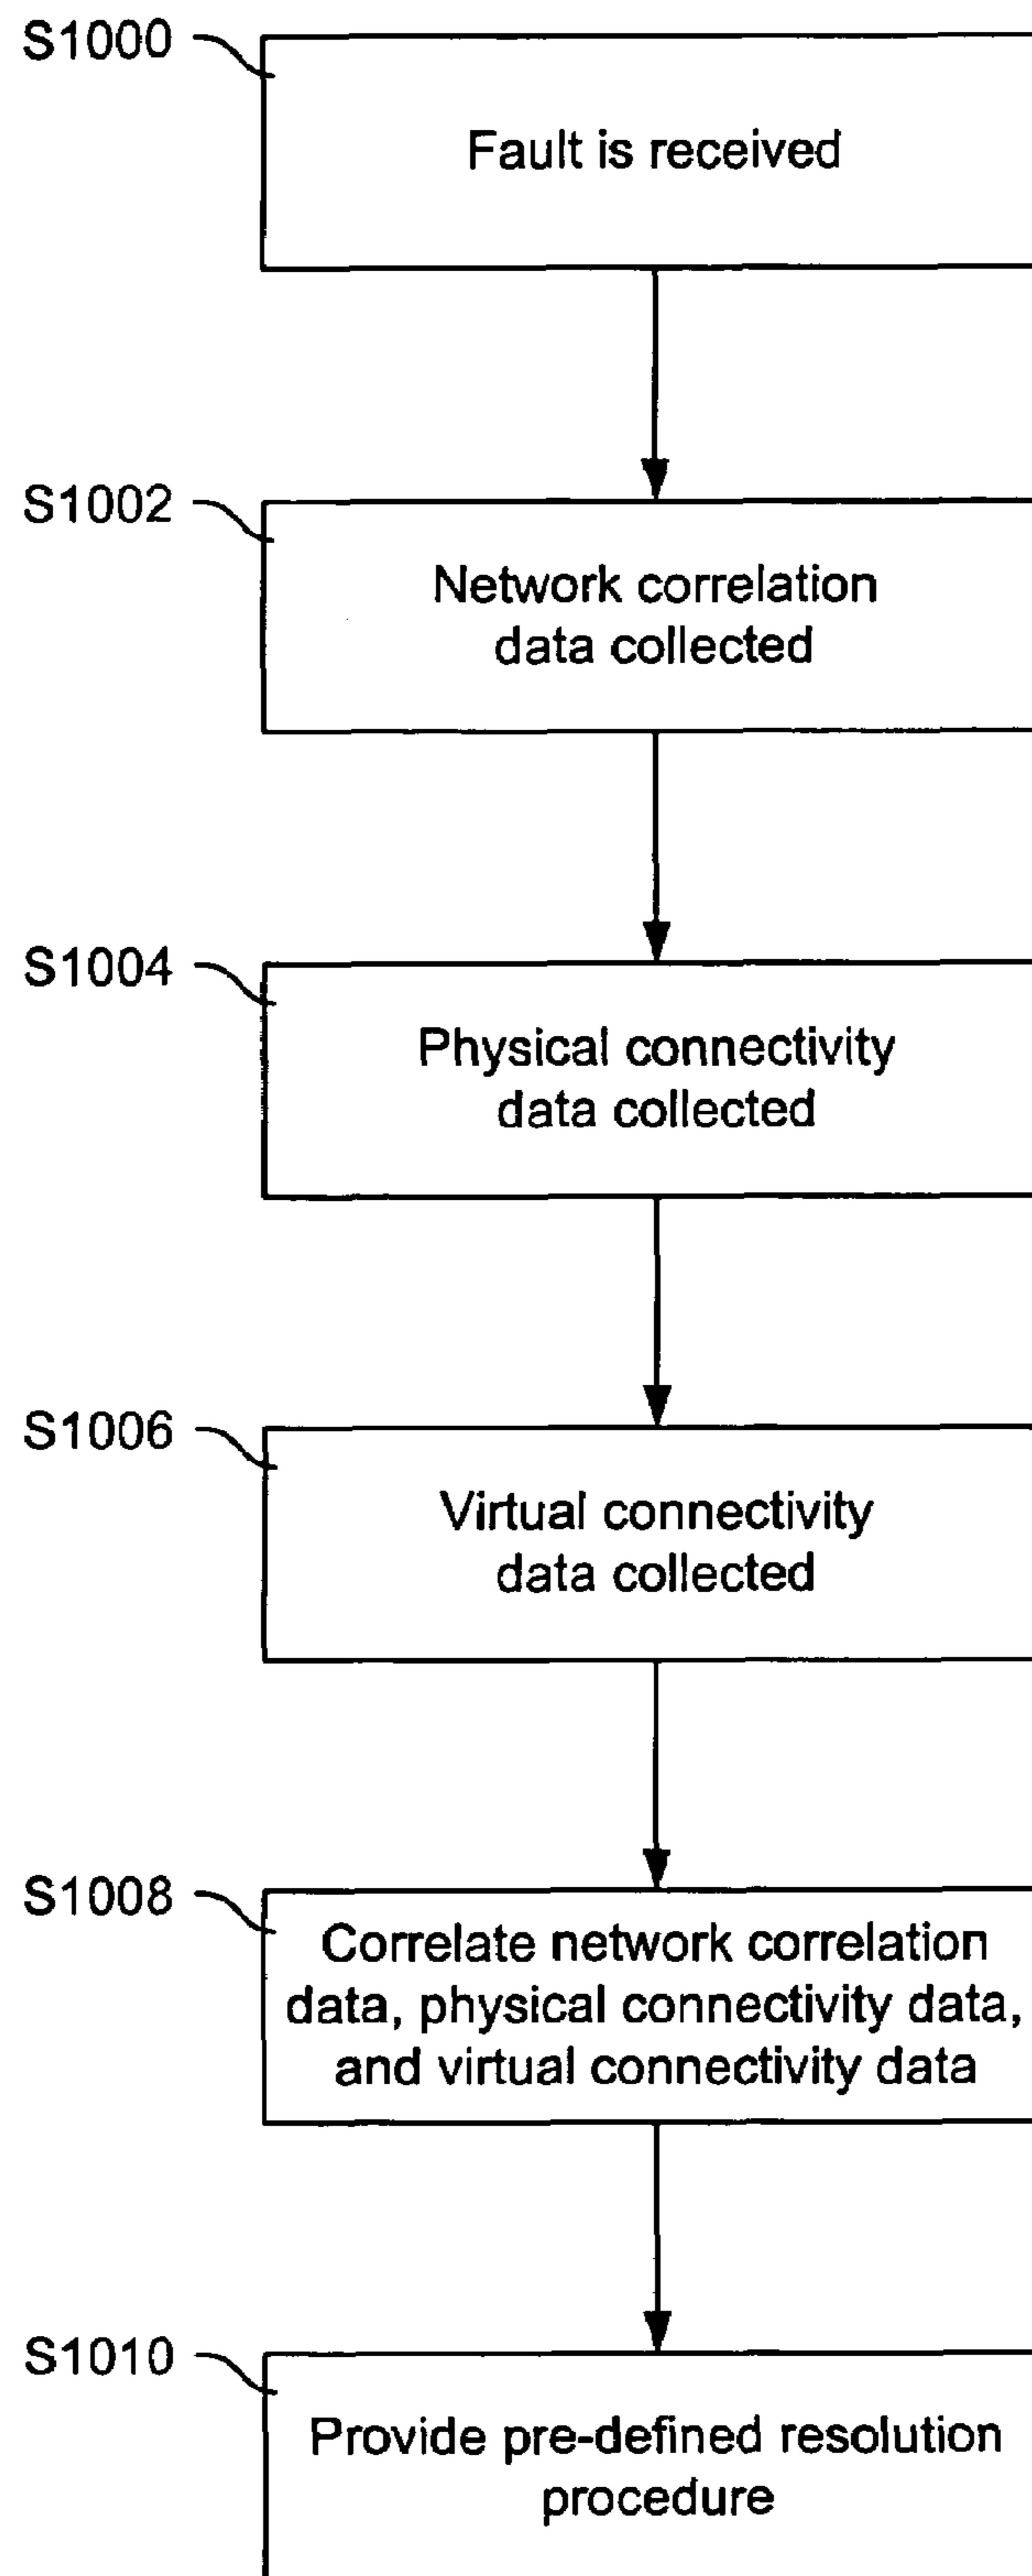 S1000
Fault is received
S1002
Network correlation
data collected
S1004
Physical connectivity
data collected
S1006
Virtual connectivity
data collected
S1008
Correlate network correlation
data, physical connectivity data,
and virtual connectivity data
S1010
Provide pre-defined resolution
procedure